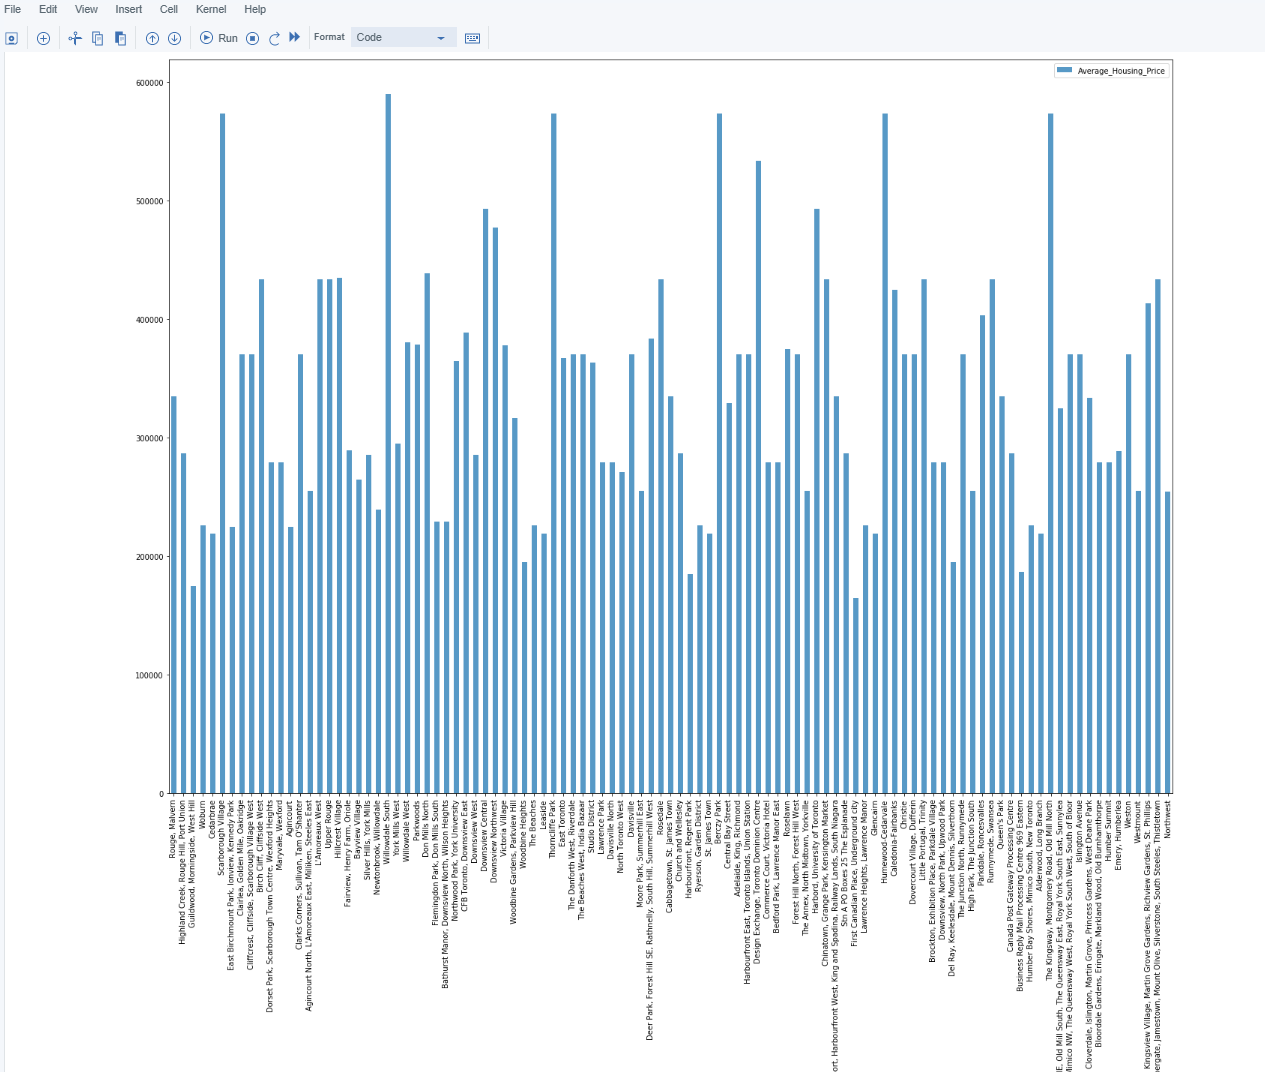 File Edit View Insert Cell Kernel Help
Run Format Code
Average_Housing_Price
600000
500000
400000
300000
200000
100000
0
Rouge, Malvern
Highland Creek, Rouge Hill, Port Union
Guildwood, Morningside, West Hill
Woburn
Cedarbrae
Scarborough Village
East Birchmount Park, Ionview, Kennedy Park
Clairlea, Golden Mile, Oakridge
Cliffcrest, Cliffside, Scarborough Village West
Birch Cliff, Cliffside West
Dorset Park, Scarborough Town Centre, Wexford Heights
Maryvale, Wexford
Agincourt
Clarks Corners, Sullivan, Tam O'Shanter
Agincourt North, L'Amoreaux East, Milliken, Steeles East
L'Amoreaux West
Upper Rouge
Hillcrest Village
Fairview, Henry Farm, Oriole
Bayview Village
Silver Hills, York Mills
Newtonbrook, Willowdale
Willowdale South
York Mills West
Willowdale West
Parkwoods
Don Mills North
Flemingdon Park, Don Mills South
Bathurst Manor, Downsview North, Wilson Heights
Northwood Park, York University
CFB Toronto, Downsview East
Downsview West
Downsview Central
Downsview Northwest
Victoria Village
Woodbine Gardens, Parkview Hill
Woodbine Heights
The Beaches
Leaside
Thorncliffe Park
East Toronto
The Danforth West, Riverdale
The Beaches West, India Bazaar
Studio District
Lawrence Park
Davisville North
North Toronto West
Davisville
Moore Park, Summerhill East
Deer Park, Forest Hill SE, Rathnelly, South Hill, Summerhill West
Rosedale
Cabbagetown, St. James Town
Church and Wellesley
Harbourfront, Regent Park
Ryerson, Garden District
St. James Town
Berczy Park
Central Bay Street
Adelaide, King, Richmond
Harbourfront East, Toronto Islands, Union Station
Design Exchange, Toronto Dominion Centre
Commerce Court, Victoria Hotel
Bedford Park, Lawrence Manor East
Roselawn
Forest Hill North, Forest Hill West
The Annex, North Midtown, Yorkville
Harbord, University of Toronto
Chinatown, Grange Park, Kensington Market
ort, Harbourfront West, King and Spadina, Railway Lands, South Niagara
Stn A PO Boxes 25 The Esplanade
First Canadian Place, Underground city
Lawrence Heights, Lawrence Manor
Glencairn
Humewood-Cedarvale
Caledonia-Fairbanks
Christie
Dovercourt Village, Dufferin
Little Portugal, Trinity
Brockton, Exhibition Place, Parkdale Village
Downsview, North Park, Upwood Park
Del Ray, Keelesdale, Mount Dennis, Silverthorn
The Junction North, Runnymede
High Park, The Junction South
Parkdale, Roncesvalles
Runnymede, Swansea
Queen's Park
Canada Post Gateway Processing Centre
Business Reply Mail Processing Centre 969 Eastern
Humber Bay Shores, Mimico South, New Toronto
Alderwood, Long Branch
The Kingsway, Montgomery Road, Old Mill North
E, Old Mill South, The Queensway East, Royal York South East, Sunnylea
Mimico NW, The Queensway West, Royal York South West, South of Bloor
Islington Avenue
Cloverdale, Islington, Martin Grove, Princess Gardens, West Deane Park
Bloordale Gardens, Eringate, Markland Wood, Old Burnhamthorpe
Humber Summit
Emery, Humberlea
Weston
Westmount
Kingsview Village, Martin Grove Gardens, Richview Gardens, St. Phillips
ergate, Jamestown, Mount Olive, Silverstone, South Steeles, Thistletown
Northwest